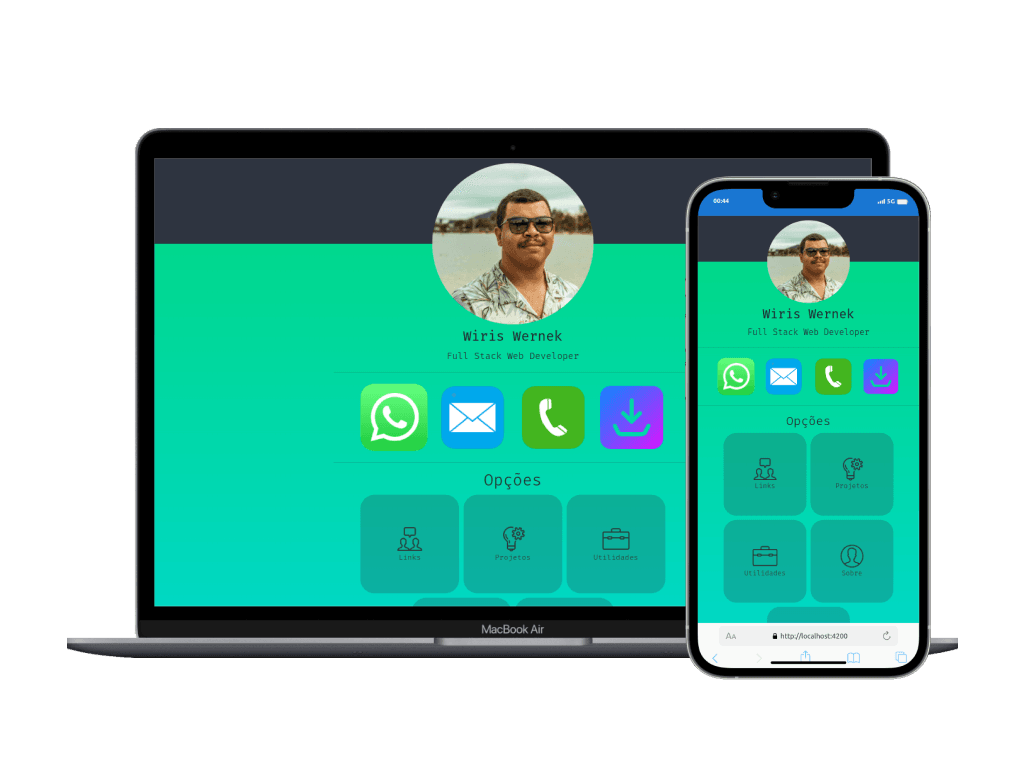 Wiris Wernek
Full Stack Web Developer
Opções
Links
Projetos
Utilidades
MacBook Air
00:44
5G
Wiris Wernek
Full Stack Web Developer
Opções
Links
Projetos
Utilidades
Sobre
AA
http://localhost:4200